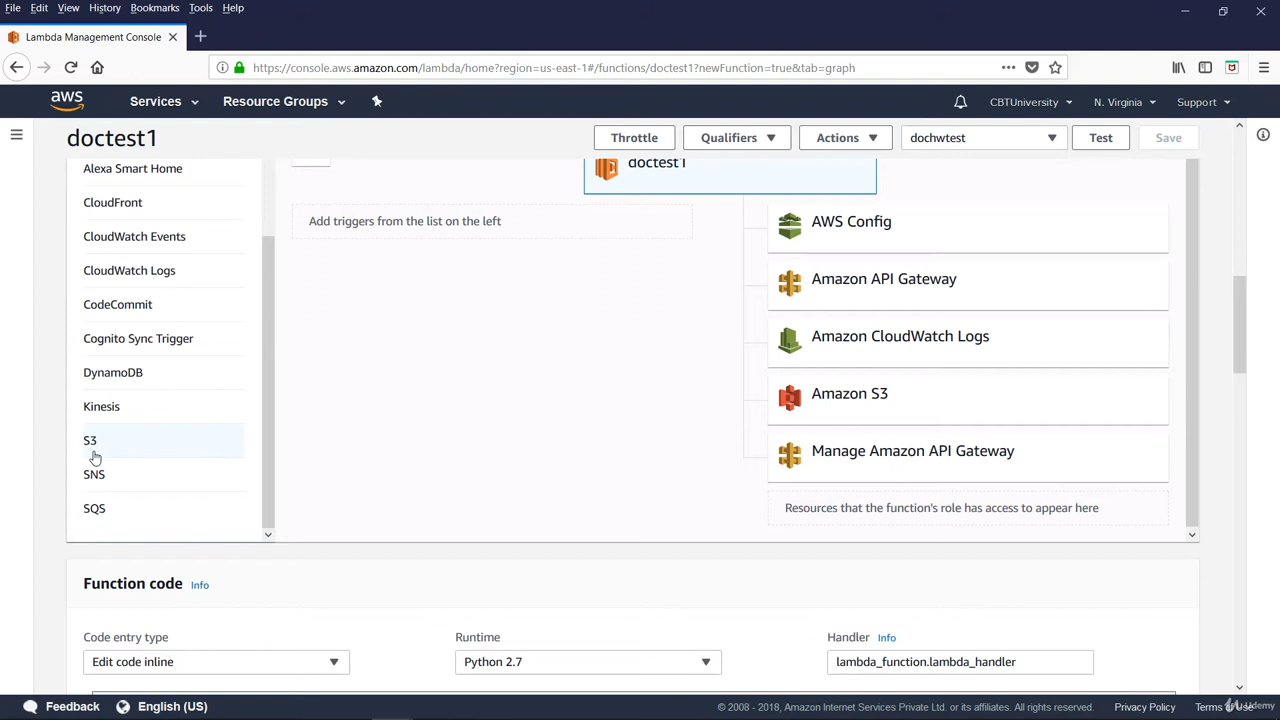 File Edit View History Bookmarks Tools Help
Lambda Management Console
https://console.aws.amazon.com/lambda/home?region=us-east-1#/functions/doctest1?newFunction=true&tab=graph
aws Services Resource Groups CBTUniversity N. Virginia Support
doctest1 Throttle Qualifiers Actions dochwtest Test Save
Alexa Smart Home
CloudFront
CloudWatch Events
CloudWatch Logs
CodeCommit
Cognito Sync Trigger
DynamoDB
Kinesis
S3
SNS
SQS
doctest1
Add triggers from the list on the left
AWS Config
Amazon API Gateway
Amazon CloudWatch Logs
Amazon S3
Manage Amazon API Gateway
Resources that the function's role has access to appear here
Function code Info
Code entry type Runtime Handler Info
Edit code inline Python 2.7 lambda_function.lambda_handler
Feedback English (US) © 2008 - 2018, Amazon Internet Services Private Ltd. or its affiliates. All rights reserved. Privacy Policy Terms
Udemy